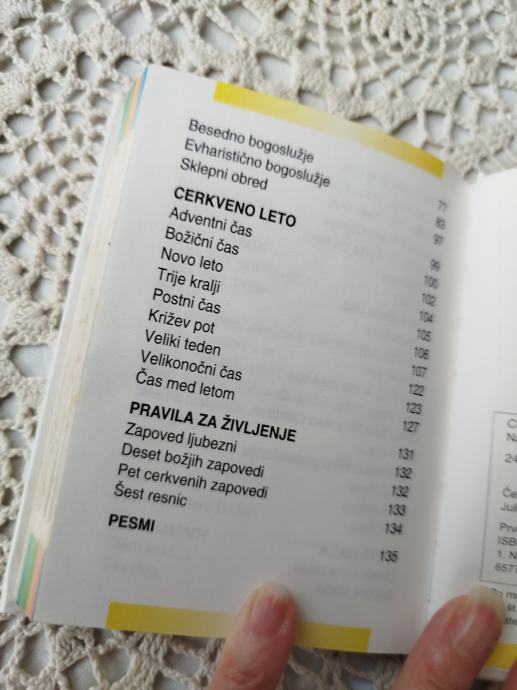 Besedno bogoslužje 77
Evharistično bogoslužje 83
Sklepni obred 97
CERKVENO LETO 99
Adventni čas 100
Božični čas 102
Novo leto 104
Trije kralji 105
Postni čas 106
Križev pot 107
Veliki teden 122
Velikonočni čas 123
Čas med letom 127
PRAVILA ZA ŽIVLJENJE 131
Zapoved ljubezni 132
Deset božjih zapovedi 132
Pet cerkvenih zapovedi 133
Šest resnic 134
PESMI 135